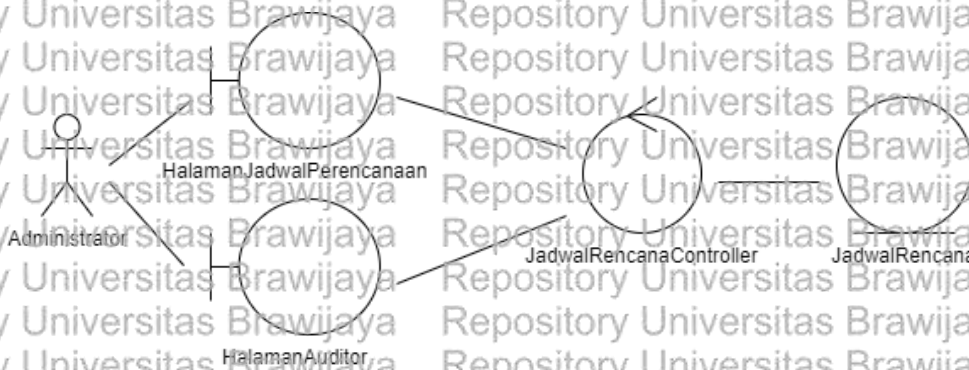 y Universitas Brawijaya Repository Universitas Brawija
y Universitas Brawijaya Repository Universitas Brawija
y Universitas Brawijaya Repository Universitas Brawija
y Universitas Brawijaya Repository Universitas Brawija
HalamanJadwalPerencanaan
y Universitas Brawijaya Repository Universitas Brawija
Administrator
y Universitas Brawijaya Repository Universitas Brawija
JadwalRencanaController JadwalRencana
y Universitas Brawijaya Repository Universitas Brawija
y Universitas Brawijaya Repository Universitas Brawija
HalamanAuditor
y Universitas Brawijaya Repository Universitas Brawija